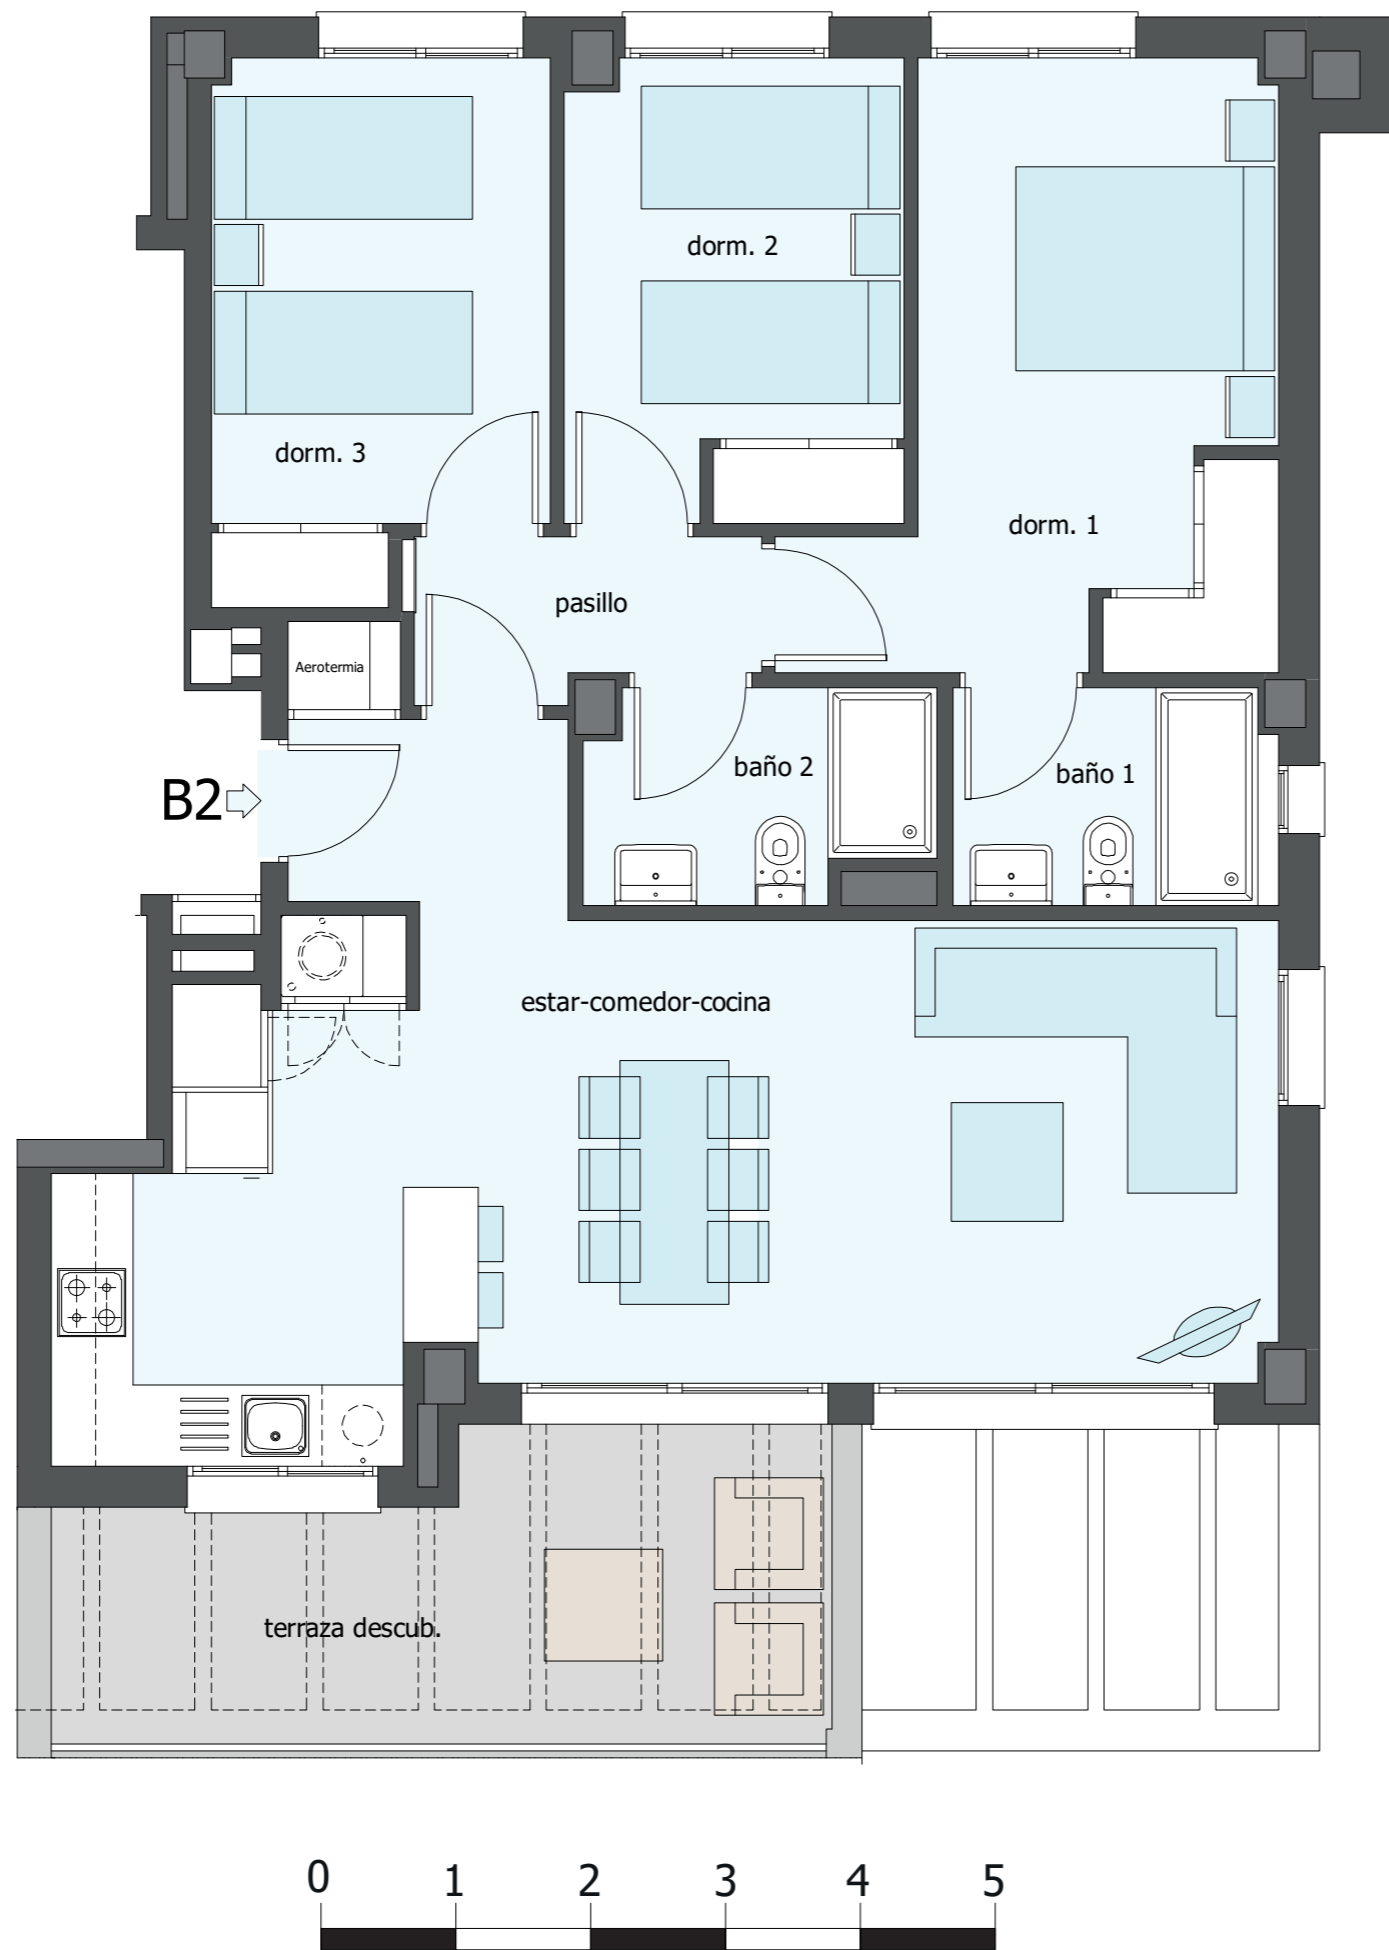 dorm. 2
dorm. 3
dorm. 1
pasillo
Aerotermia
baño 2
baño 1
B2
estar-comedor-cocina
terraza descub.
0 1 2 3 4 5